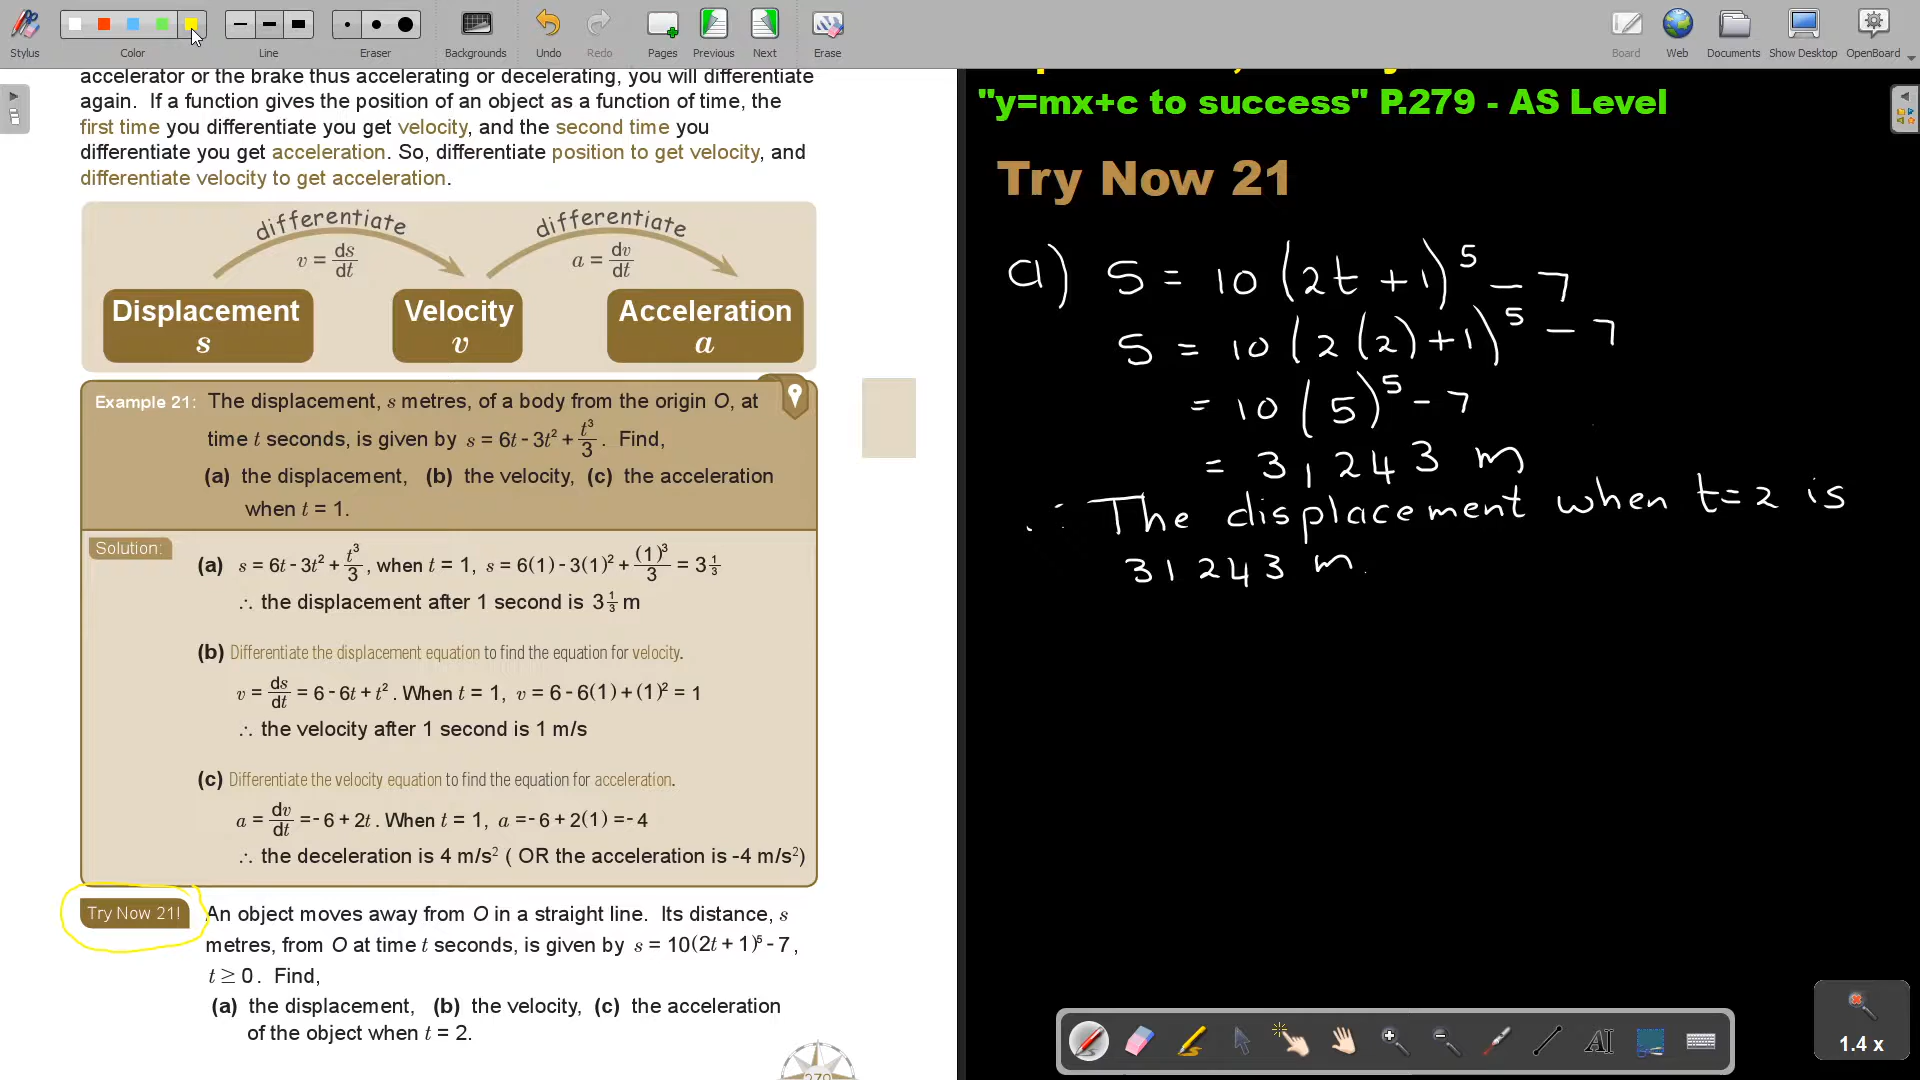 Stylus Color Line Eraser Backgrounds Undo Redo Pages Previous Next Erase Board Web Documents Show Desktop OpenBoard
accelerator or the brake thus accelerating or decelerating, you will differentiate
again. If a function gives the position of an object as a function of time, the
first time you differentiate you get velocity, and the second time you
differentiate you get acceleration. So, differentiate position to get velocity, and
differentiate velocity to get acceleration.
differentiate differentiate
v = ds/dt a = dv/dt
Displacement Velocity Acceleration
s v a
Example 21: The displacement, s metres, of a body from the origin O, at
time t seconds, is given by s = 6t - 3t² + t³/3 . Find,
(a) the displacement, (b) the velocity, (c) the acceleration
when t = 1.
Solution:
(a) s = 6t - 3t² + t³/3 , when t = 1, s = 6(1) - 3(1)² + (1)³/3 = 3 1/3
∴ the displacement after 1 second is 3 1/3 m
(b) Differentiate the displacement equation to find the equation for velocity.
v = ds/dt = 6 - 6t + t² . When t = 1, v = 6 - 6(1) + (1)² = 1
∴ the velocity after 1 second is 1 m/s
(c) Differentiate the velocity equation to find the equation for acceleration.
a = dv/dt = - 6 + 2t . When t = 1, a = - 6 + 2(1) = - 4
∴ the deceleration is 4 m/s² ( OR the acceleration is -4 m/s²)
Try Now 21! An object moves away from O in a straight line. Its distance, s
metres, from O at time t seconds, is given by s = 10(2t + 1)⁵ - 7 ,
t ≥ 0 . Find,
(a) the displacement, (b) the velocity, (c) the acceleration
of the object when t = 2.
"y=mx+c to success" P.279 - AS Level
Try Now 21
a) S = 10 (2t + 1)⁵ - 7
S = 10 (2(2) + 1)⁵ - 7
= 10 (5)⁵ - 7
= 31 243 m
∴ The displacement when t = 2 is
31 243 m.
1.4 x